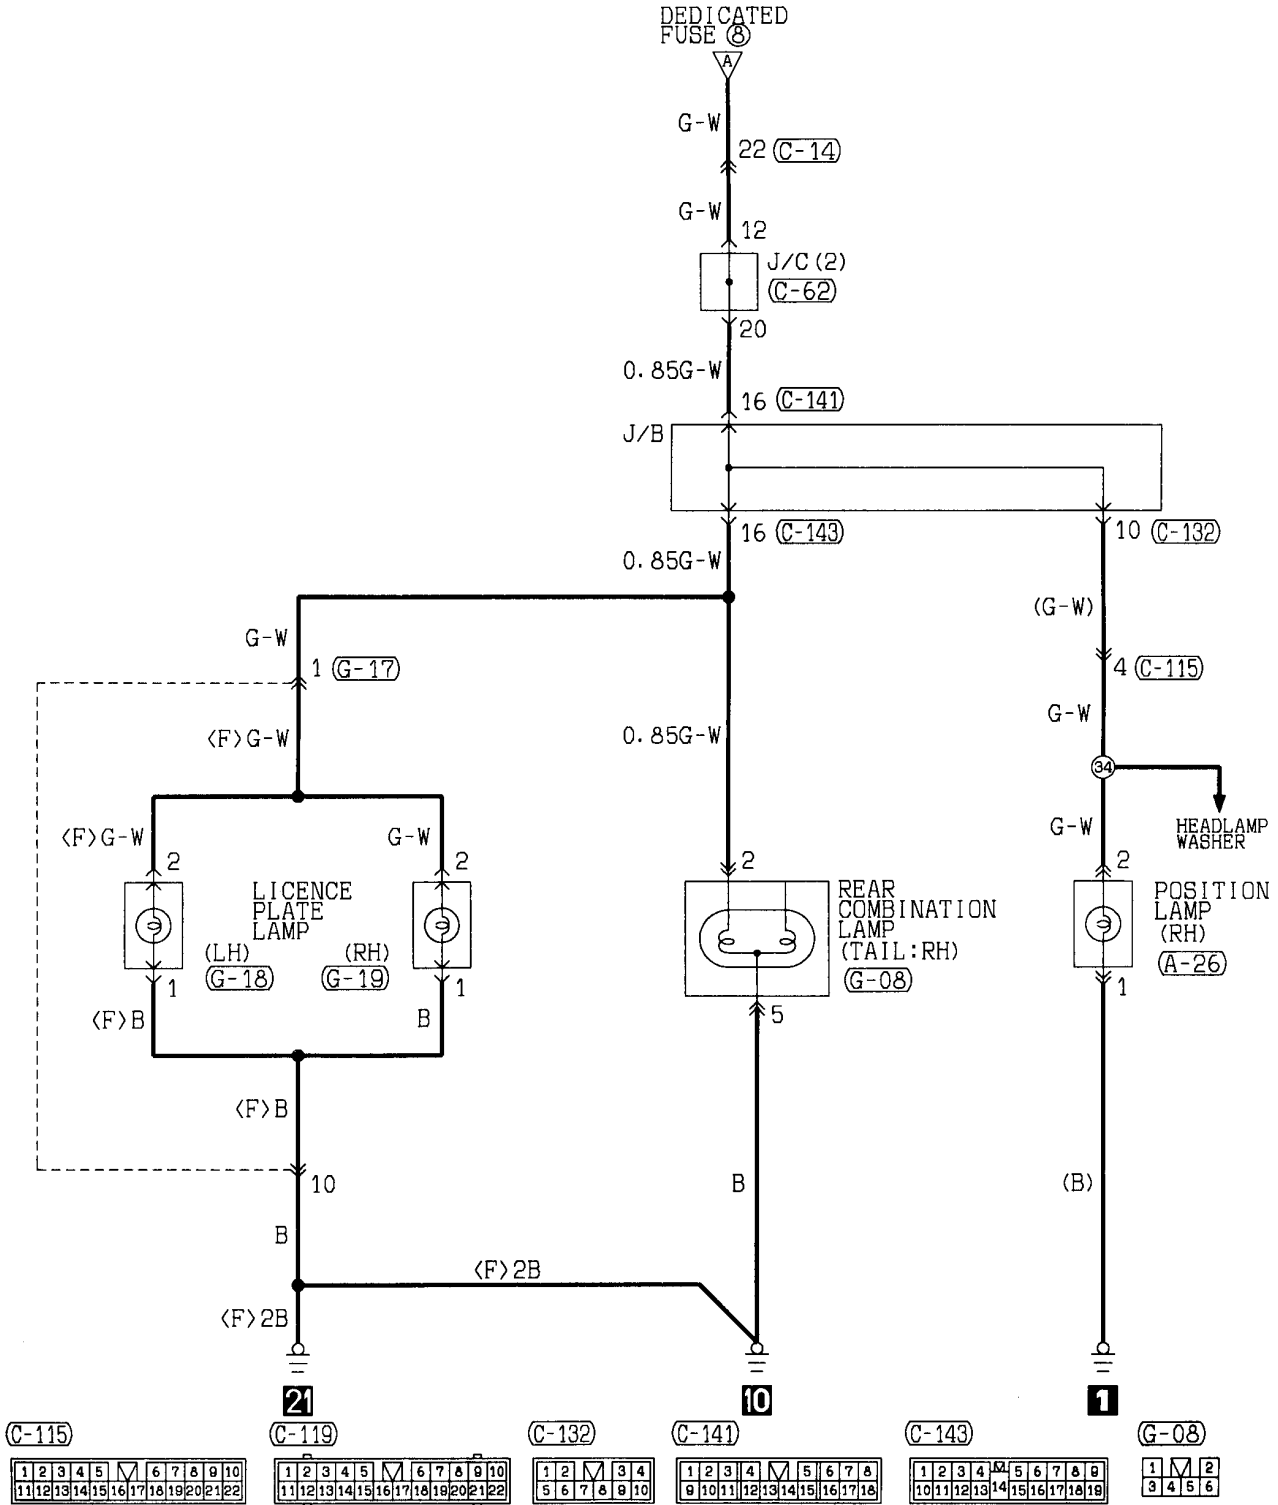 DEDICATED
FUSE ⑧
A
G-W
22 (C-14)
G-W
12
J/C(2)
(C-62)
20
0.85G-W
16 (C-141)
J/B
16 (C-143)
10 (C-132)
0.85G-W
(G-W)
G-W
1 (G-17)
4 (C-115)
G-W
<F>G-W
0.85G-W
34
HEADLAMP
WASHER
<F>G-W
G-W
G-W
2
2
2
2
LICENCE
PLATE
LAMP
(LH)
(G-18)
(RH)
(G-19)
REAR
COMBINATION
LAMP
(TAIL:RH)
(G-08)
POSITION
LAMP
(RH)
(A-26)
1
1
5
1
<F>B
B
<F>B
10
B
(B)
B
<F>2B
<F>2B
21
10
1
(C-115)
1 2 3 4 5 6 7 8 9 10
11 12 13 14 15 16 17 18 19 20 21 22
(C-119)
1 2 3 4 5 6 7 8 9 10
11 12 13 14 15 16 17 18 19 20 21 22
(C-132)
1 2 3 4
5 6 7 8 9 10
(C-141)
1 2 3 4 5 6 7 8
9 10 11 12 13 14 15 16 17 18
(C-143)
1 2 3 4 5 6 7 8 9
10 11 12 13 14 15 16 17 18 19
(G-08)
1 2
3 4 5 6